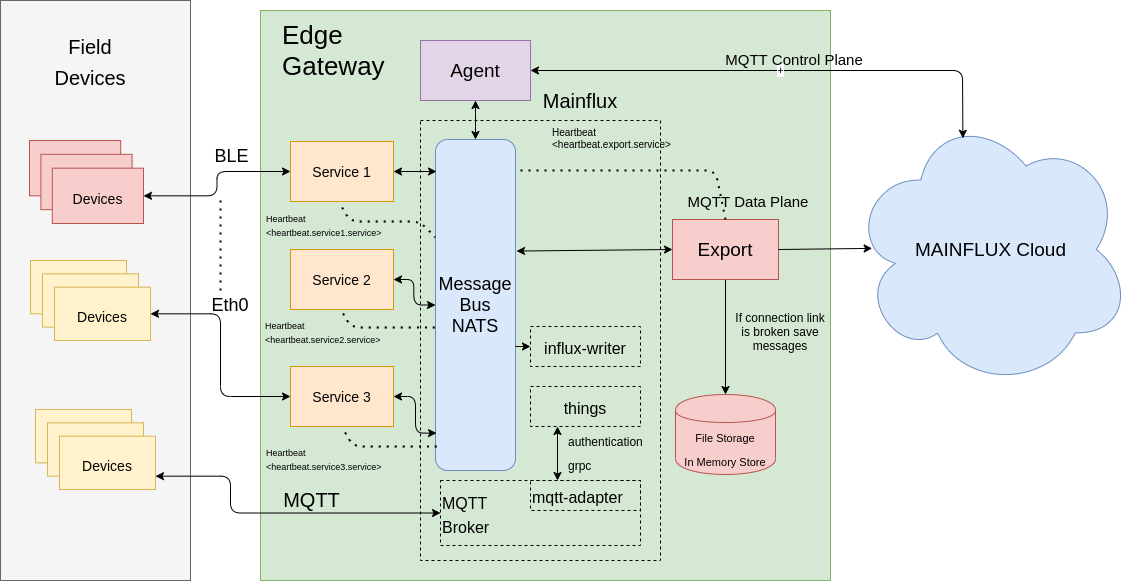 Field
Devices
Devices
Devices
Devices
BLE
Eth0
MQTT
Edge
Gateway
Agent
Mainflux
MQTT Control Plane
+
Heartbeat
<heartbeat.export.service>
Service 1
Heartbeat
<heartbeat.service1.service>
Service 2
Heartbeat
<heartbeat.service2.service>
Service 3
Heartbeat
<heartbeat.service3.service>
Message
Bus
NATS
MQTT Data Plane
Export
MAINFLUX Cloud
If connection link
is broken save
messages
influx-writer
things
authentication
grpc
mqtt-adapter
MQTT
Broker
File Storage
In Memory Store